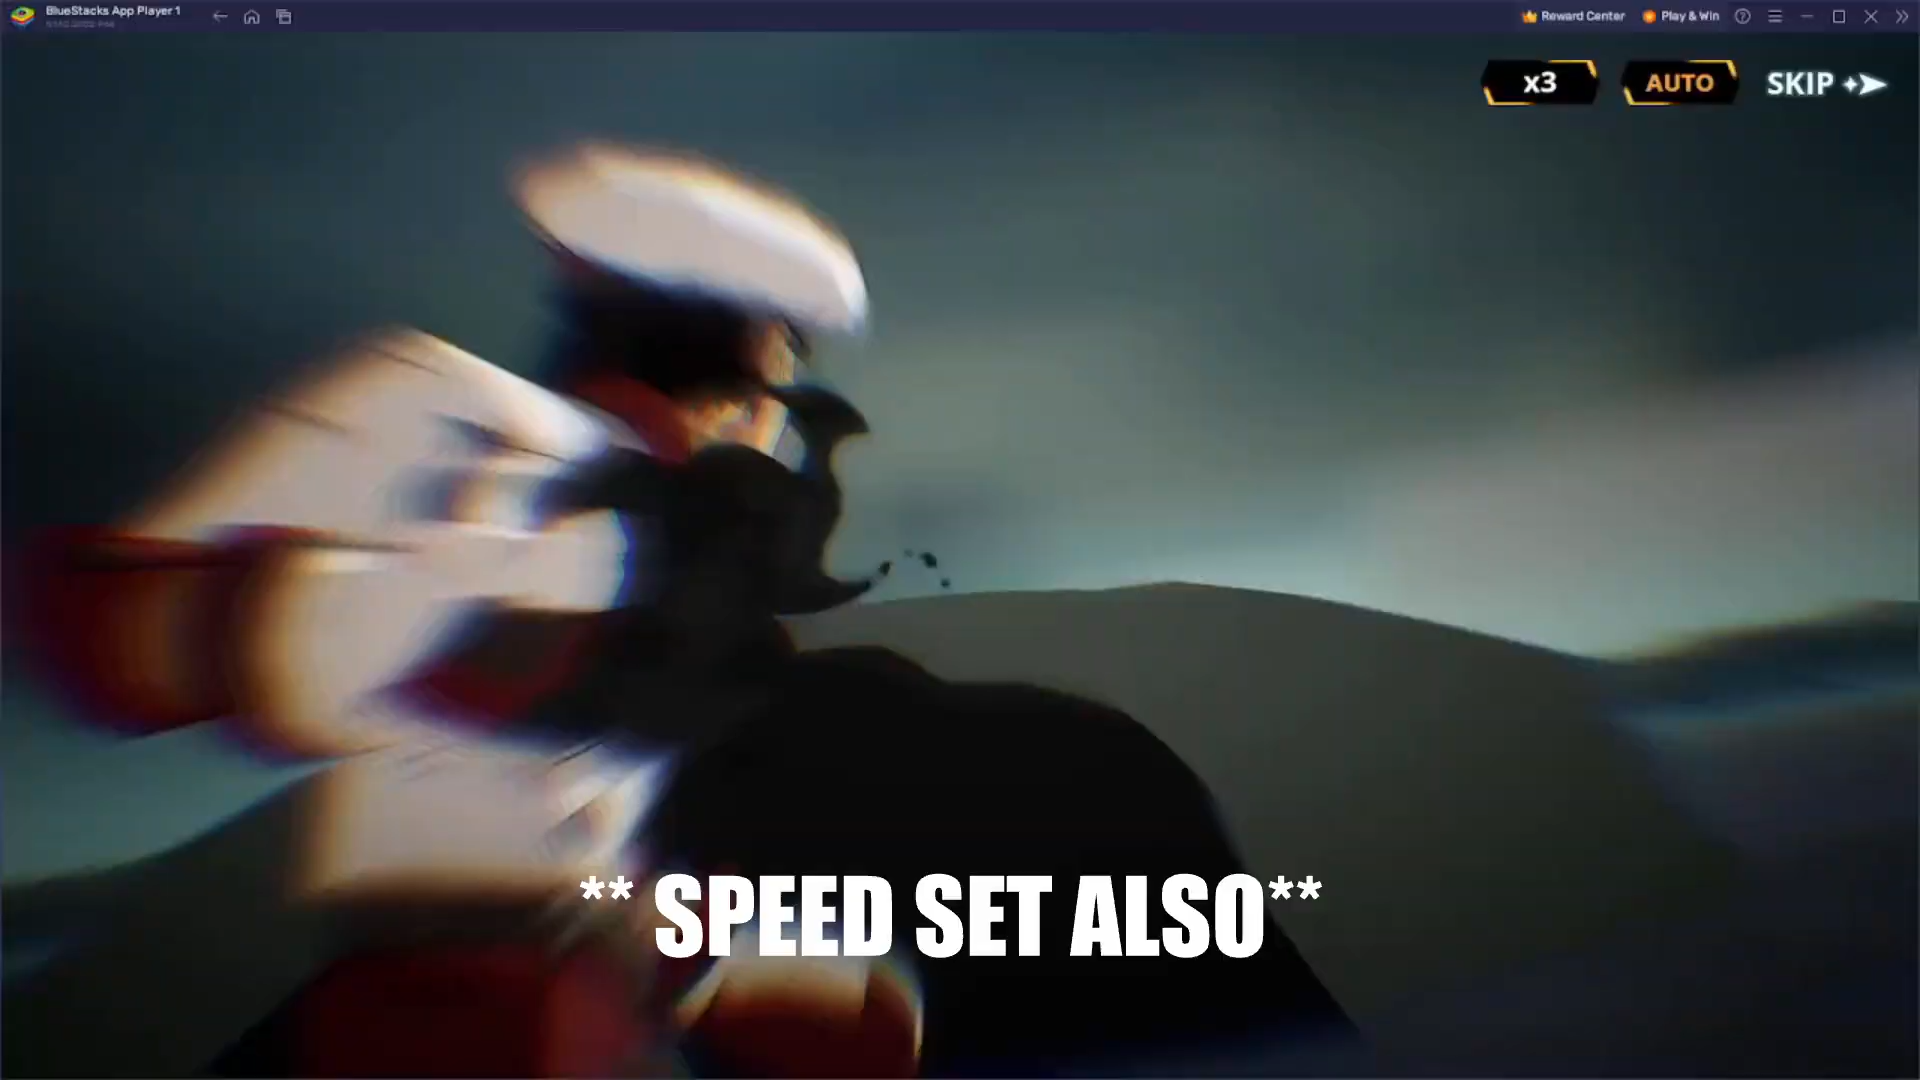 BlueStacks App Player 1
Reward Center
Play & Win
x3
AUTO
SKIP
** SPEED SET ALSO**